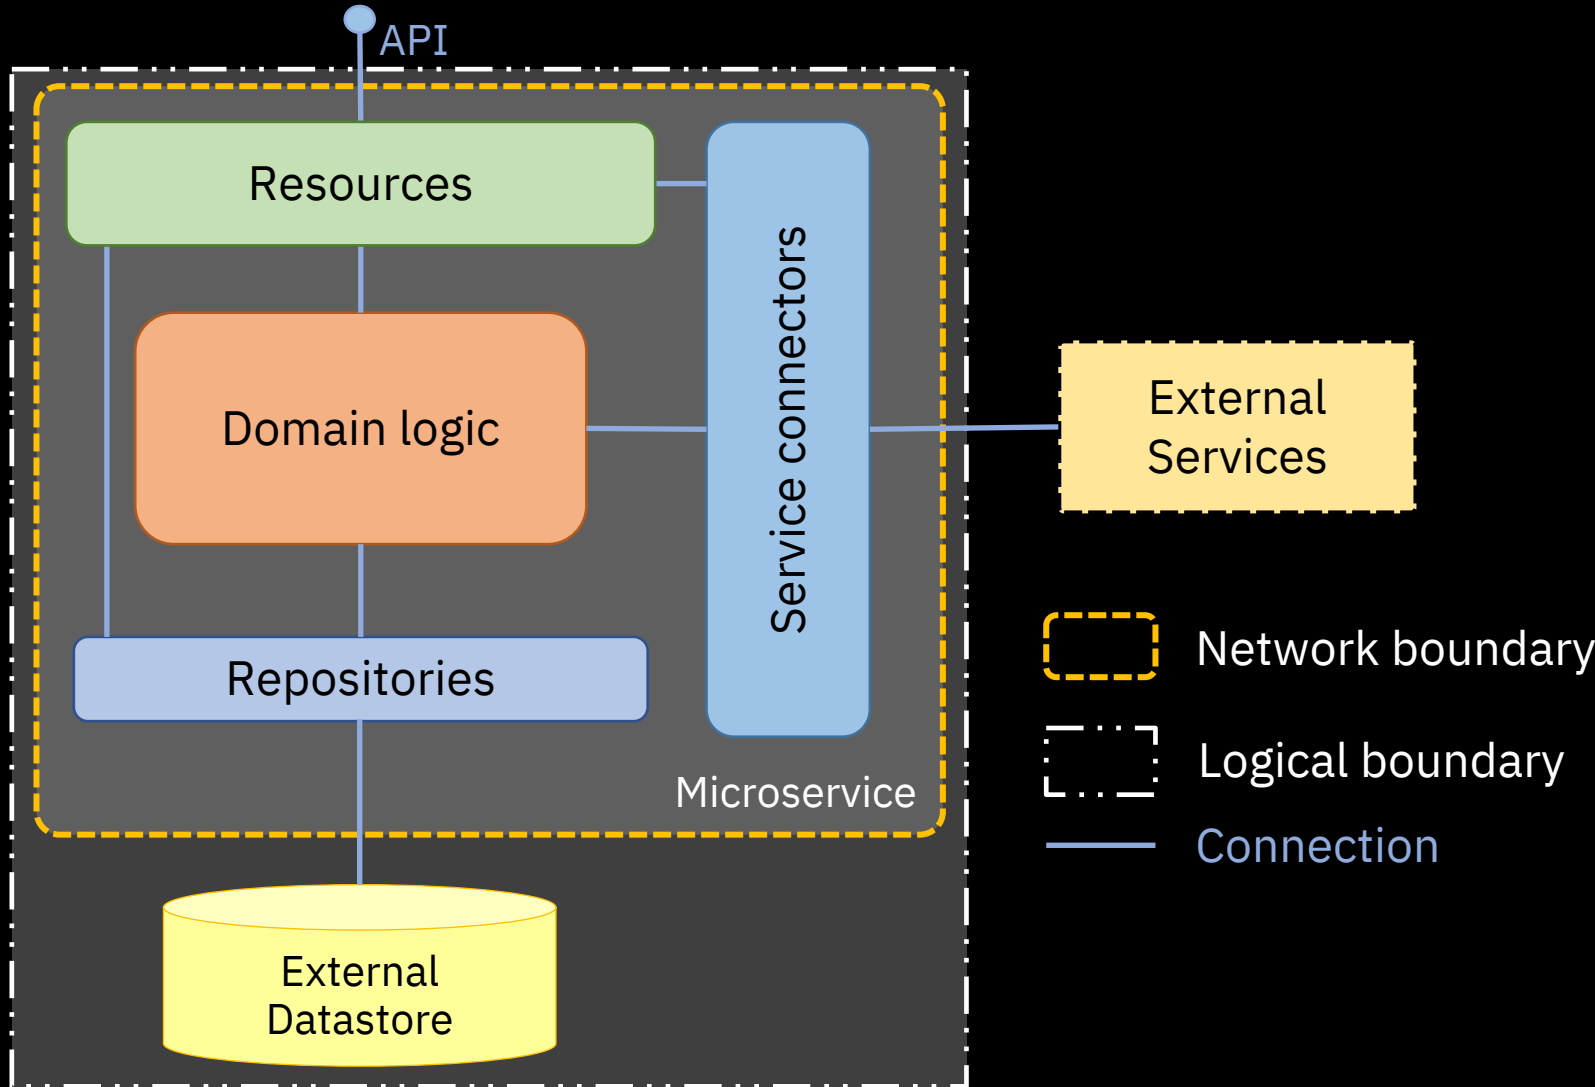 API
Resources
Service connectors
Domain logic
External
Services
Repositories
Network boundary
Logical boundary
Microservice
Connection
External
Datastore